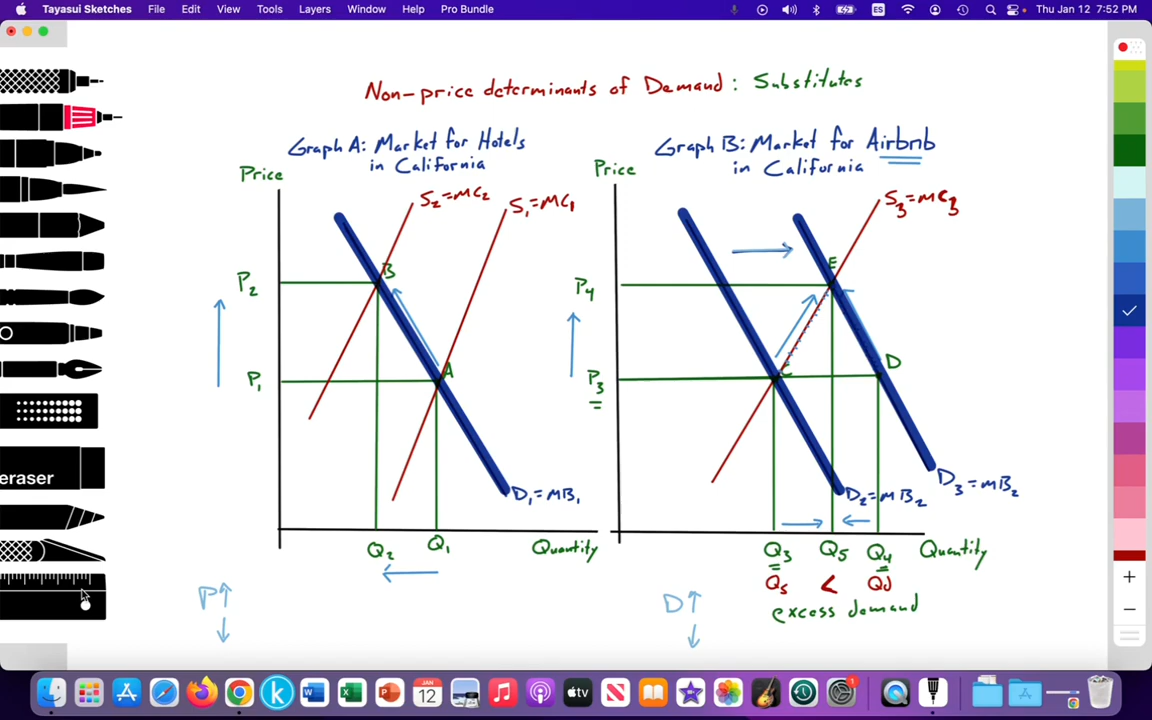 Tayasui Sketches File Edit View Tools Layers Window Help Pro Bundle
ES Thu Jan 12 7:52 PM
Non-price determinants of Demand: Substitutes
Graph A: Market for Hotels
in California
Price
S₂=MC₂
S₁=MC₁
B
P₂
A
P₁
D₁=MB₁
Q₂ Q₁ Quantity
P↑
↓
Graph B: Market for Airbnb
in California
Price
S₃=MC₃
E
P₄
C
D
P₃
D₂=MB₂
D₃=MB₂
Q₃ Q₅ Q₄ Quantity
Qs < Qd
excess demand
D↑
↓
eraser
JAN
12
1